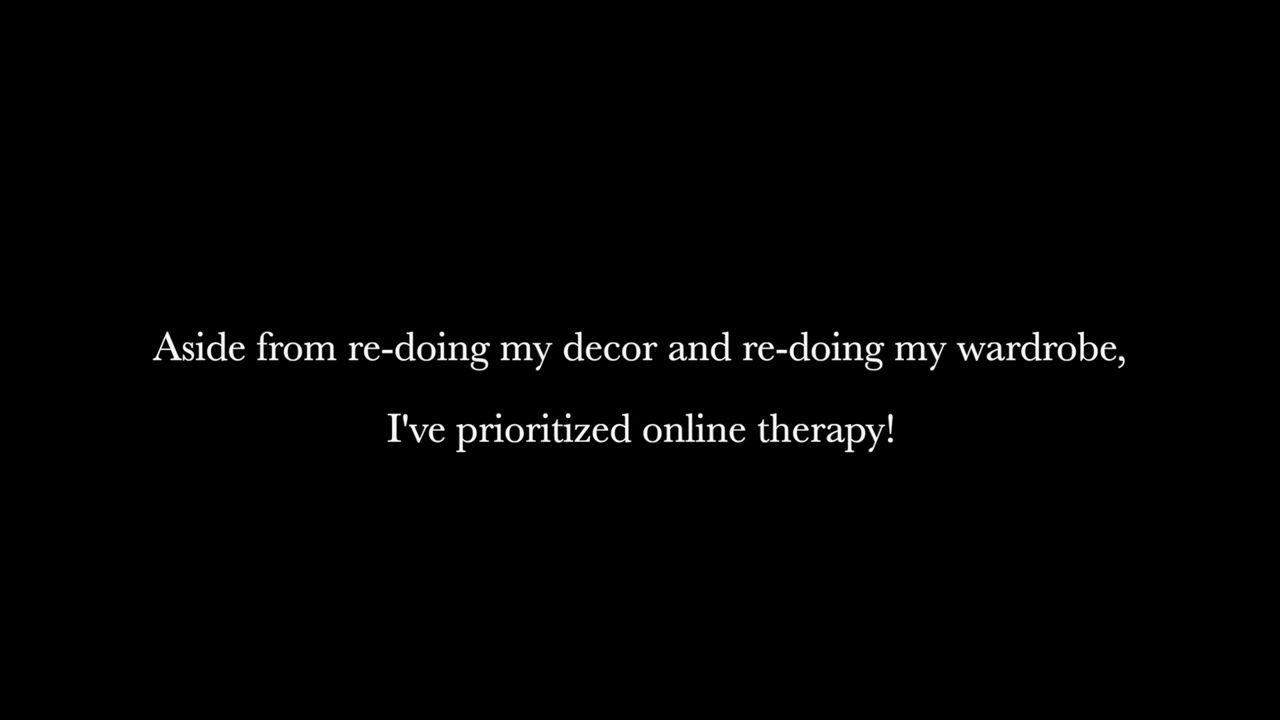 Aside from re-doing my decor and re-doing my wardrobe,
I've prioritized online therapy!